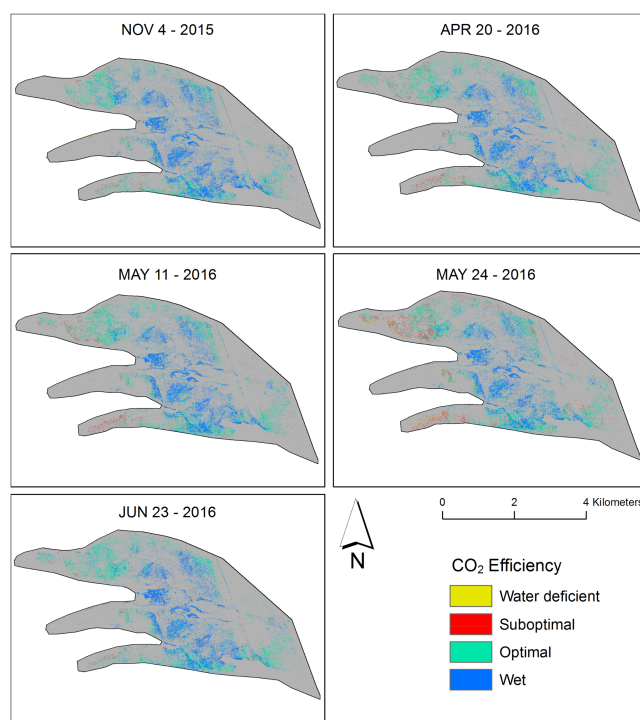 NOV 4 - 2015
APR 20 - 2016
MAY 11 - 2016
MAY 24 - 2016
JUN 23 - 2016
0 2 4 Kilometers
N
CO₂ Efficiency
Water deficient
Suboptimal
Optimal
Wet